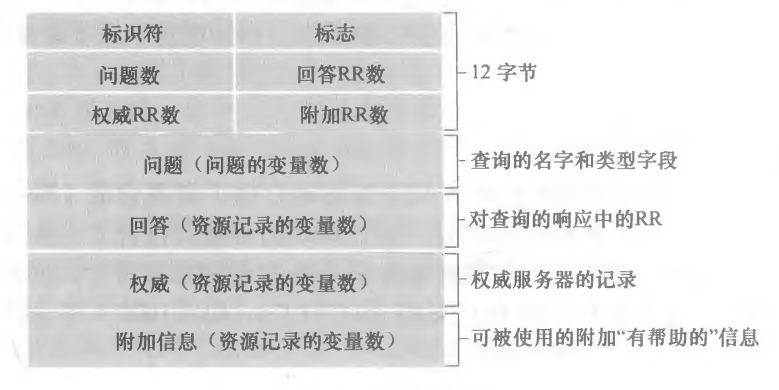 标识符 标志
问题数 回答RR数 12 字节
权威RR数 附加RR数
问题（问题的变量数） 查询的名字和类型字段
回答（资源记录的变量数） 对查询的响应中的RR
权威（资源记录的变量数） 权威服务器的记录
附加信息（资源记录的变量数） 可被使用的附加“有帮助的”信息